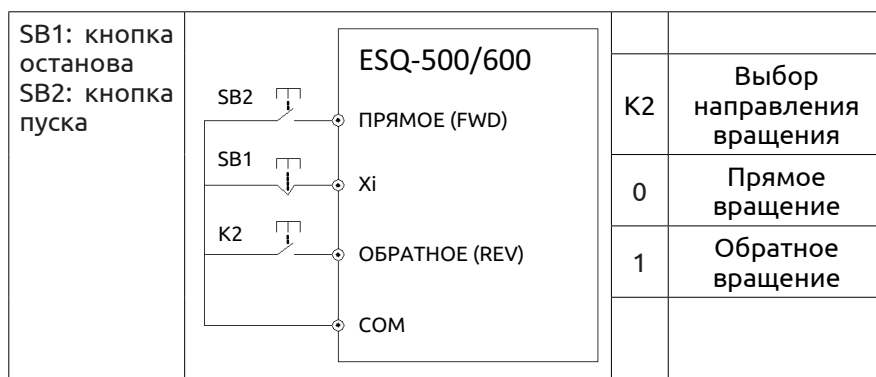 SB1: кнопка
останова
SB2: кнопка
пуска
ESQ-500/600
SB2
ПРЯМОЕ (FWD)
SB1
Xi
K2
ОБРАТНОЕ (REV)
COM
K2
Выбор
направления
вращения
0
Прямое
вращение
1
Обратное
вращение